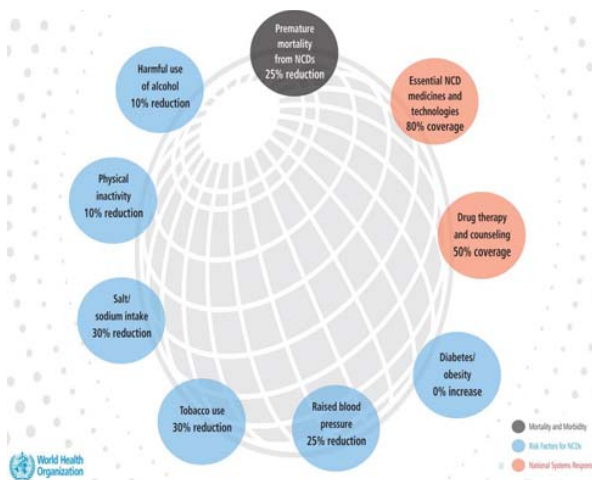 Premature
mortality
from NCDs
25% reduction
Essential NCD
medicines and
technologies
80% coverage
Drug therapy
and counseling
50% coverage
Diabetes/
obesity
0% increase
Raised blood
pressure
25% reduction
Tobacco use
30% reduction
Salt/
sodium intake
30% reduction
Physical
inactivity
10% reduction
Harmful use
of alcohol
10% reduction
Mortality and Morbidity
Risk Factors for NCDs
National Systems Respons
World Health
Organization